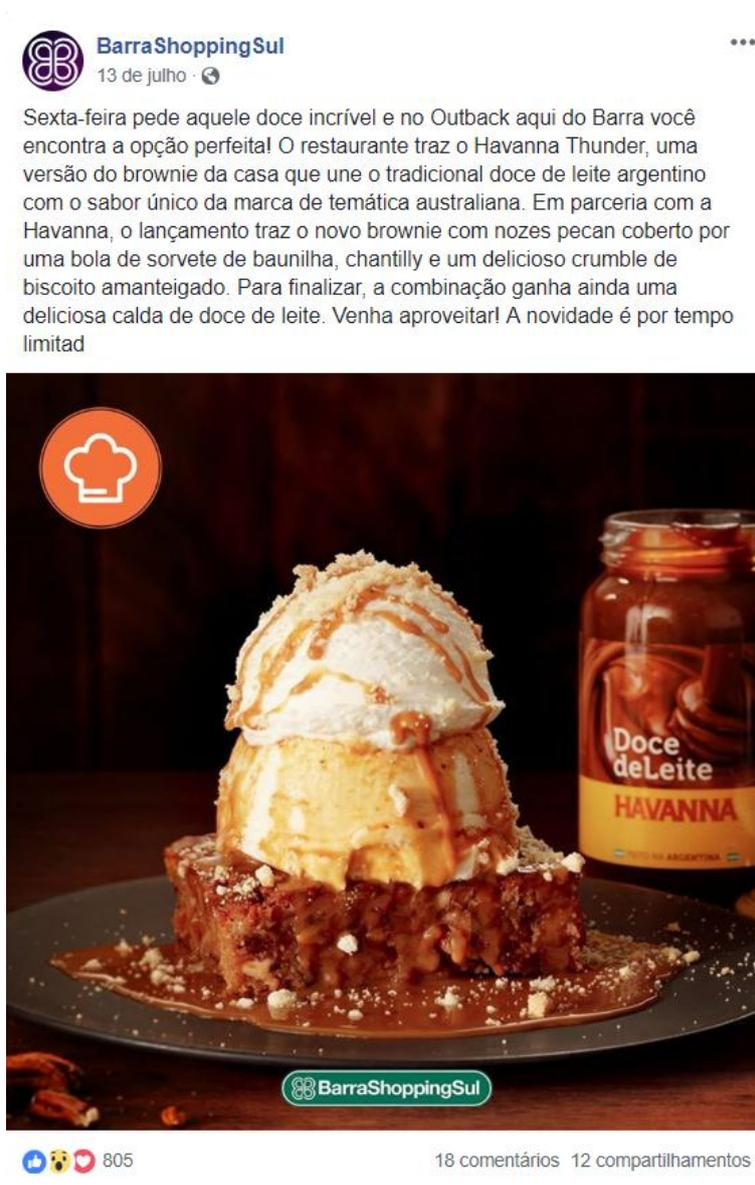 BarraShoppingSul
13 de julho ·
Sexta-feira pede aquele doce incrível e no Outback aqui do Barra você
encontra a opção perfeita! O restaurante traz o Havanna Thunder, uma
versão do brownie da casa que une o tradicional doce de leite argentino
com o sabor único da marca de temática australiana. Em parceria com a
Havanna, o lançamento traz o novo brownie com nozes pecan coberto por
uma bola de sorvete de baunilha, chantilly e um delicioso crumble de
biscoito amanteigado. Para finalizar, a combinação ganha ainda uma
deliciosa calda de doce de leite. Venha aproveitar! A novidade é por tempo
limitad
Doce
deLeite
HAVANNA
ARGENTINA
BarraShoppingSul
805
18 comentários 12 compartilhamentos